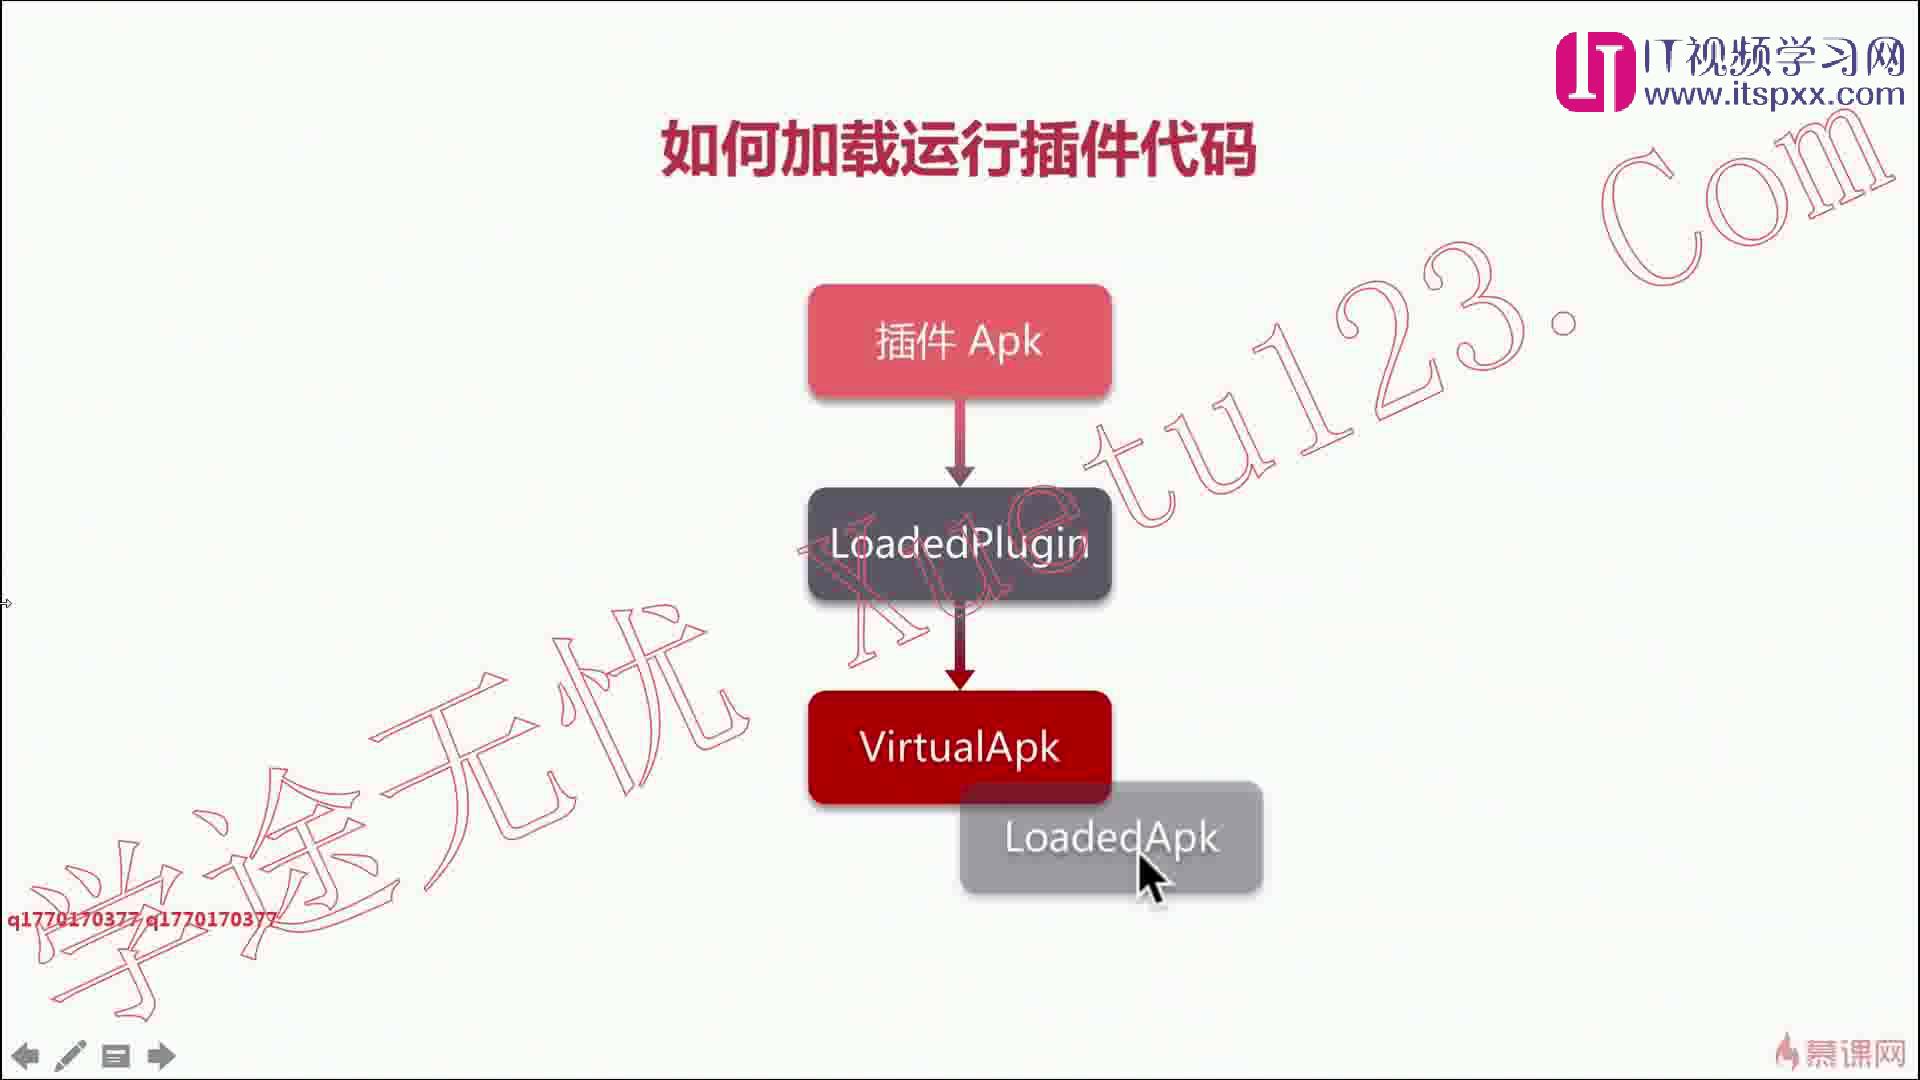 IT视频学习网
www.itspxx.com
如何加载运行插件代码
插件 Apk
LoadedPlugin
VirtualApk
LoadedApk
学途无忧 Xuetu123.Com
q1770170377 q1770170377
慕课网